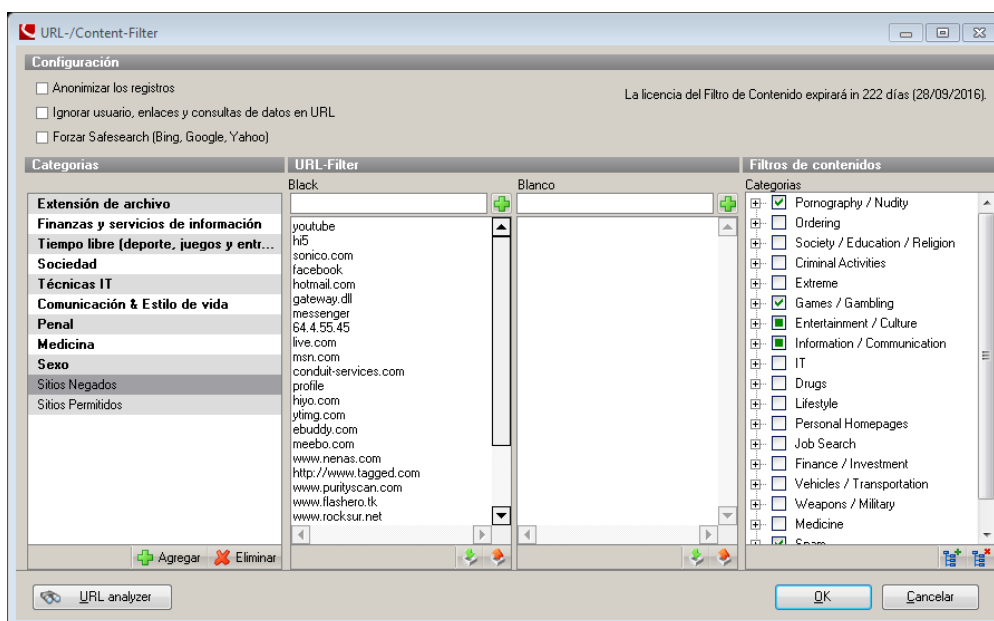 URL-/Content-Filter
Configuración
Anonimizar los registros
Ignorar usuario, enlaces y consultas de datos en URL
Forzar Safesearch (Bing, Google, Yahoo)
La licencia del Filtro de Contenido expirará in 222 días (28/09/2016).
Categorias
Extensión de archivo
Finanzas y servicios de información
Tiempo libre (deporte, juegos y entr...
Sociedad
Técnicas IT
Comunicación & Estilo de vida
Penal
Medicina
Sexo
Sitios Negados
Sitios Permitidos
Agregar
Eliminar
URL-Filter
Black
youtube
hi5
sonico.com
facebook
hotmail.com
gateway.dll
messenger
64.4.55.45
live.com
msn.com
conduit-services.com
profile
hiyo.com
ytimg.com
ebuddy.com
meebo.com
www.nenas.com
http://www.tagged.com
www.purityscan.com
www.flashero.tk
www.rocksur.net
Blanco
Filtros de contenidos
Categorias
Pornography / Nudity
Ordering
Society / Education / Religion
Criminal Activities
Extreme
Games / Gambling
Entertainment / Culture
Information / Communication
IT
Drugs
Lifestyle
Personal Homepages
Job Search
Finance / Investment
Vehicles / Transportation
Weapons / Military
Medicine
Spam
URL analyzer
OK
Cancelar